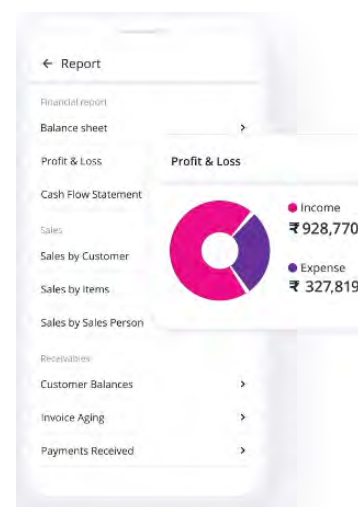 ← Report
Financial report
Balance sheet >
Profit & Loss
Cash Flow Statement
Sales
Sales by Customer
Sales by Items
Sales by Sales Person
Receivables
Customer Balances >
Invoice Aging >
Payments Received >
Profit & Loss
Income
₹928,770
Expense
₹ 327,819